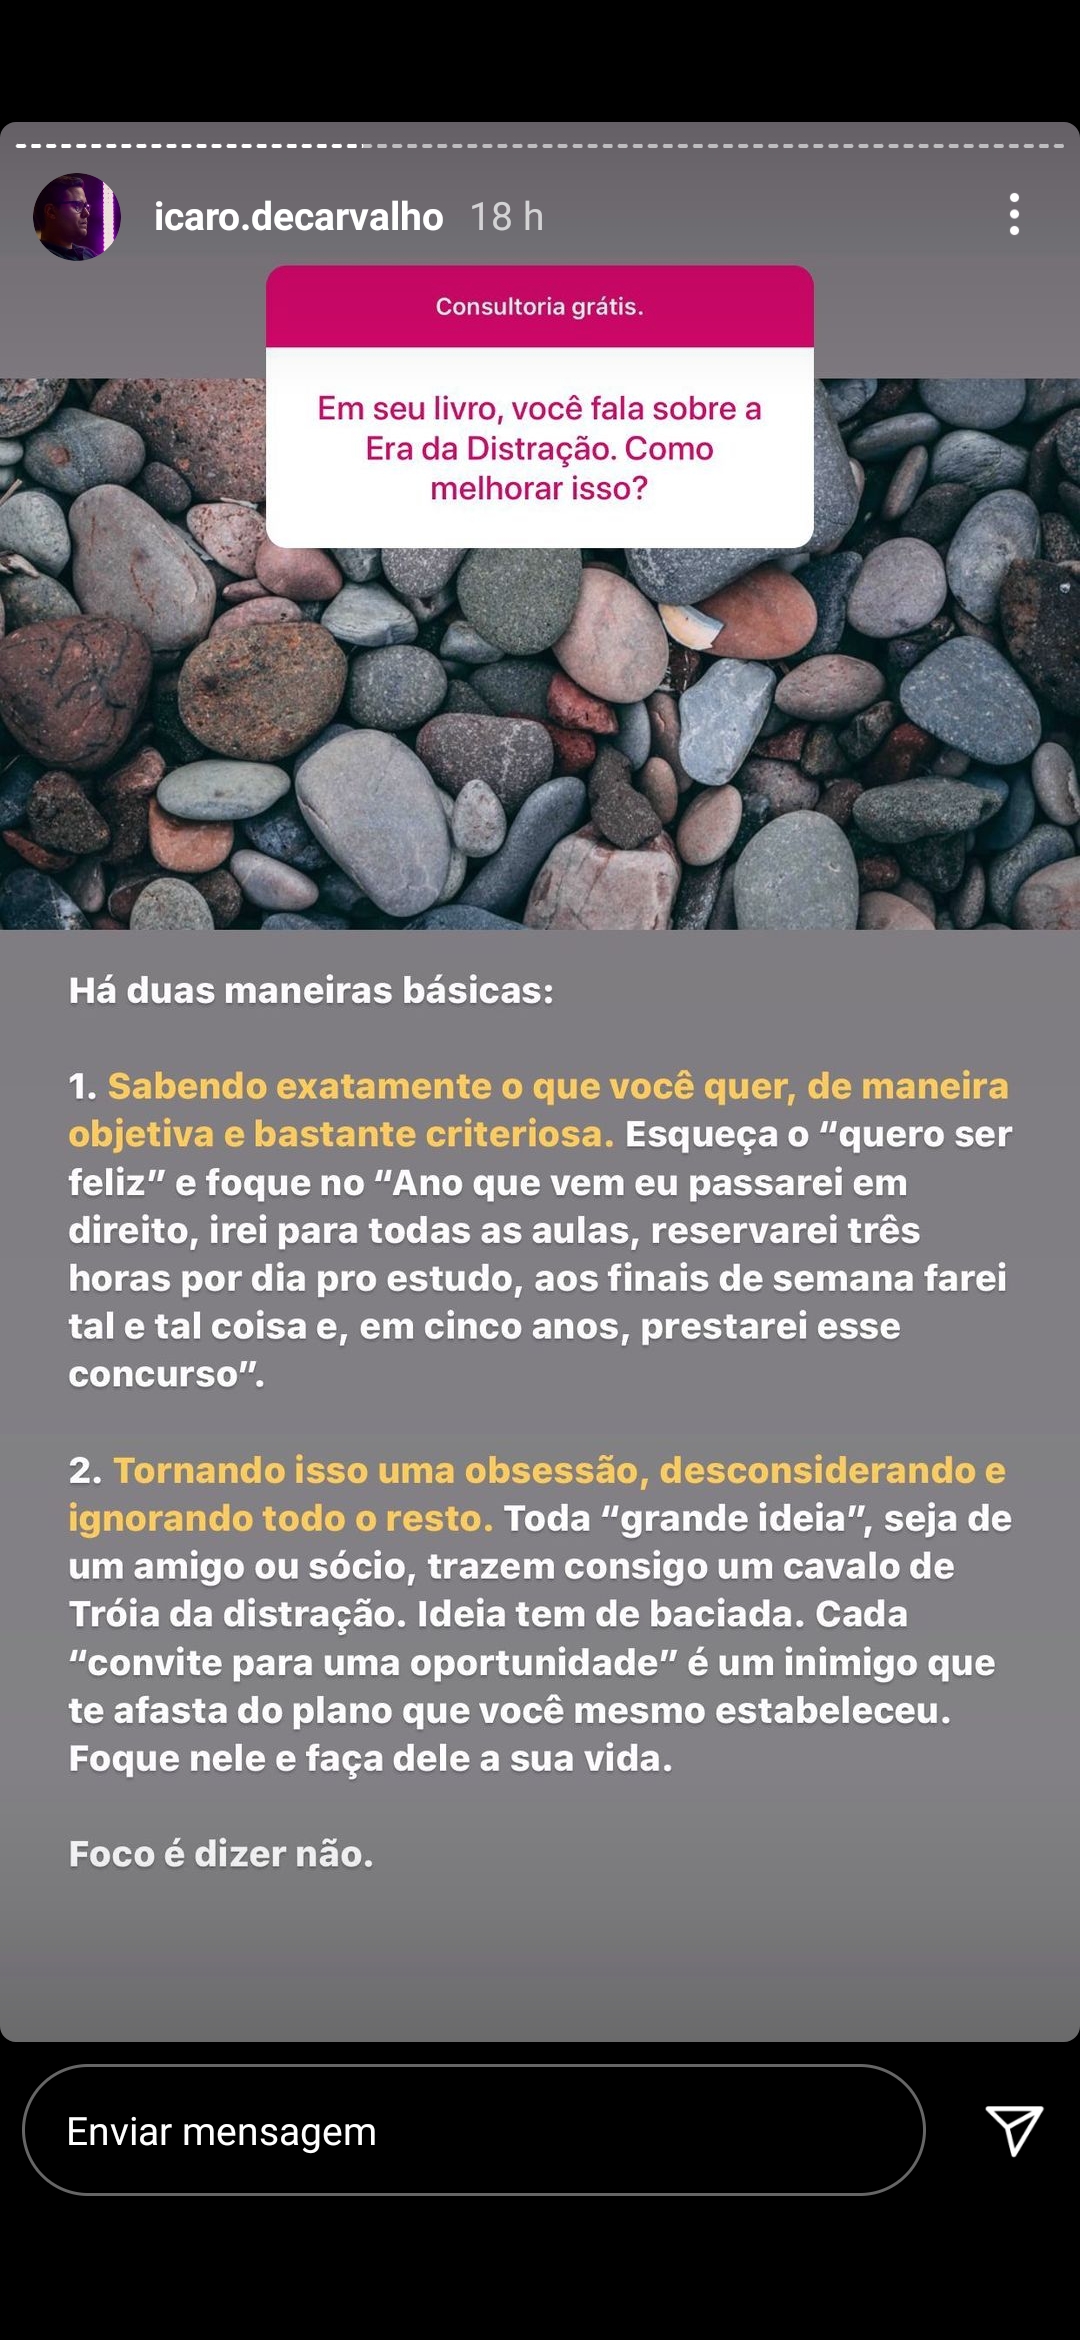 icaro.decarvalho 18 h
Consultoria grátis.
Em seu livro, você fala sobre a
Era da Distração. Como
melhorar isso?
Há duas maneiras básicas:
1. Sabendo exatamente o que você quer, de maneira
objetiva e bastante criteriosa. Esqueça o “quero ser
feliz” e foque no “Ano que vem eu passarei em
direito, irei para todas as aulas, reservarei três
horas por dia pro estudo, aos finais de semana farei
tal e tal coisa e, em cinco anos, prestarei esse
concurso”.
2. Tornando isso uma obsessão, desconsiderando e
ignorando todo o resto. Toda “grande ideia”, seja de
um amigo ou sócio, trazem consigo um cavalo de
Tróia da distração. Ideia tem de baciada. Cada
“convite para uma oportunidade” é um inimigo que
te afasta do plano que você mesmo estabeleceu.
Foque nele e faça dele a sua vida.
Foco é dizer não.
Enviar mensagem